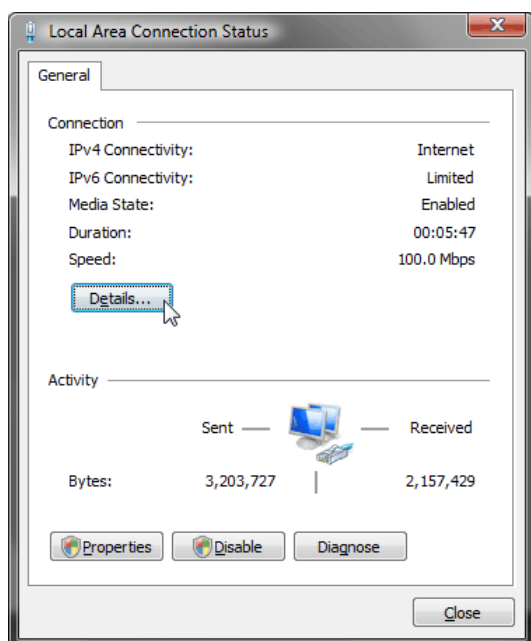 Local Area Connection Status
General
Connection
IPv4 Connectivity: Internet
IPv6 Connectivity: Limited
Media State: Enabled
Duration: 00:05:47
Speed: 100.0 Mbps
Details...
Activity
Sent Received
Bytes: 3,203,727 2,157,429
Properties Disable Diagnose
Close